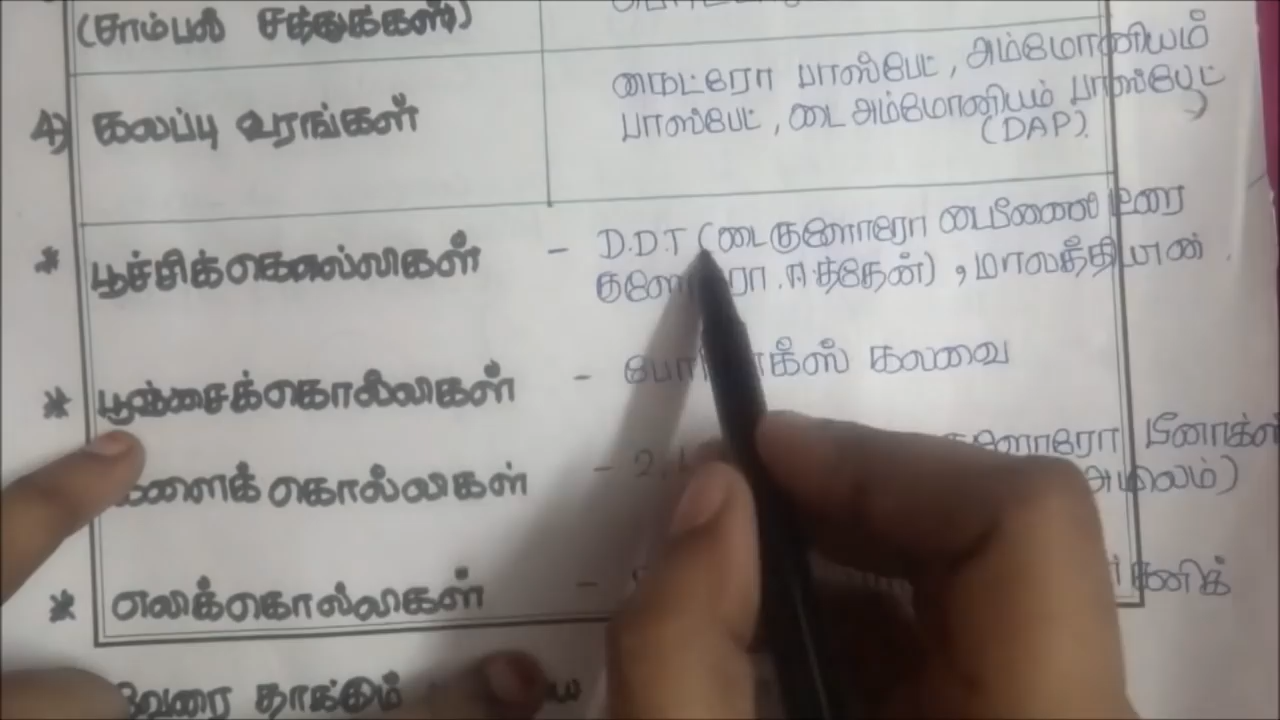 (சாம்பல் சத்துக்கள்)
4) கலப்பு உரங்கள்
நைட்ரோ பாஸ்பேட், அம்மோனியம்
பாஸ்பேட், டை அம்மோனியம் பாஸ்பேட்
(DAP).
* பூச்சிக்கொல்லிகள் - D.D.T (டை குளோரோ டைபீனைல் ட்ரை
ஈத்தேன்), மாலத்தியான்.
* பூஞ்சைக்கொல்லிகள் - கலவை
களைக் கொல்லிகள் - 2,
அமிலம்)
* எலிக்கொல்லிகள் -
வேரை தாக்கும்